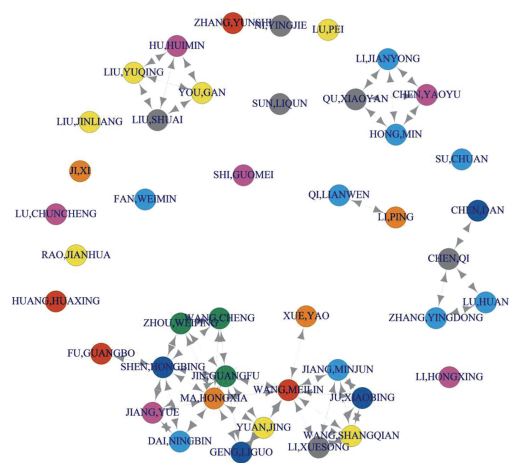 ZHANG,YUNSHI
NI,YINGJIE
LU,PEI
HU,HUIMIN
LI,JIANYONG
LIU,YUQING
YOU,GAN
QU,XIAOYAN
CHEN,YAOYU
SUN,LIQUN
LIU,JINLIANG
LIU,SHUAI
HONG,MIN
SU,CHUAN
JI,XI
SHI,GUOMEI
FAN,WEIMIN
QI,LIANWEN
LU,CHUNCHENG
LI,PING
CHEN,DAN
RAO,JIANHUA
CHEN,QI
HUANG,HUAXING
LU,HUAN
ZHANG,YINGDONG
ZHOU,WEIPING
WANG,CHENG
XUE,YAO
FU,GUANGBO
SHEN,HONGBING
JIN,GUANGFU
JIANG,MINJUN
LI,HONGXING
MA,HONGXIA
WANG,MEILIN
JU,XIAOBING
JIANG,YUE
YUAN,JING
WANG,SHANGQIAN
DAI,NINGBIN
GENG,LIGUO
LI,XUESONG